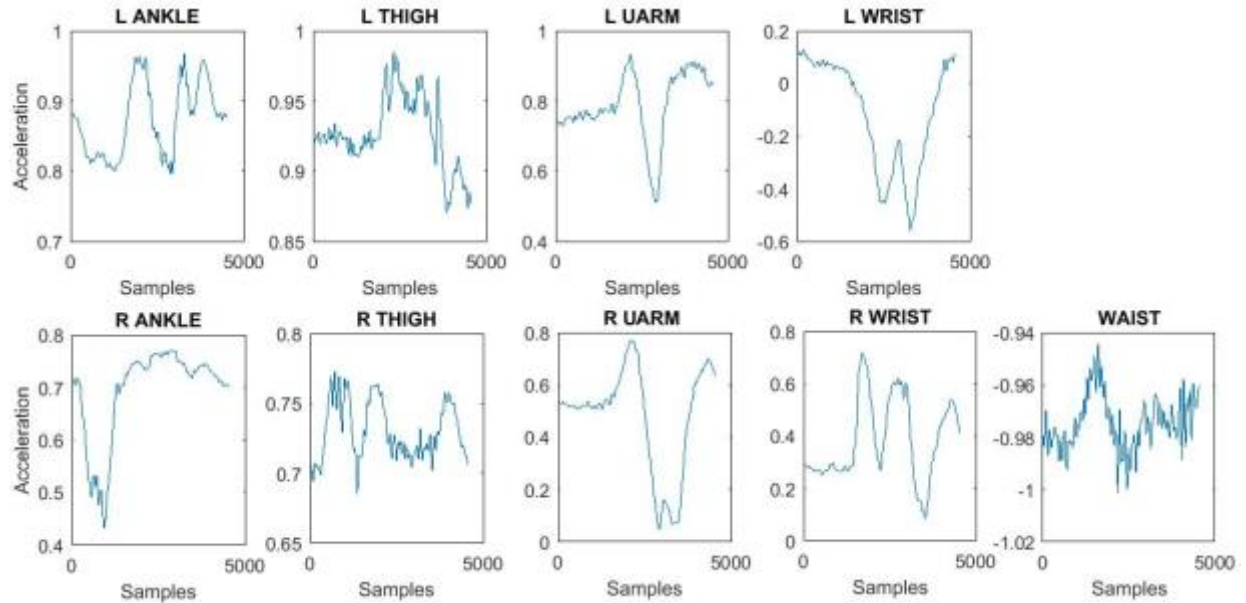 L ANKLE
L THIGH
L UARM
L WRIST
1
0.9
0.8
0.7
Acceleration
0
5000
Samples
1
0.95
0.9
0.85
0
5000
Samples
1
0.8
0.6
0.4
0
5000
Samples
0.2
0
-0.2
-0.4
-0.6
0
5000
Samples
R ANKLE
R THIGH
R UARM
R WRIST
WAIST
0.8
0.7
0.6
0.5
0.4
Acceleration
0
5000
Samples
0.8
0.75
0.7
0.65
0
5000
Samples
0.8
0.6
0.4
0.2
0
0
5000
Samples
0.8
0.6
0.4
0.2
0
0
5000
Samples
-0.94
-0.96
-0.98
-1
-1.02
0
5000
Samples